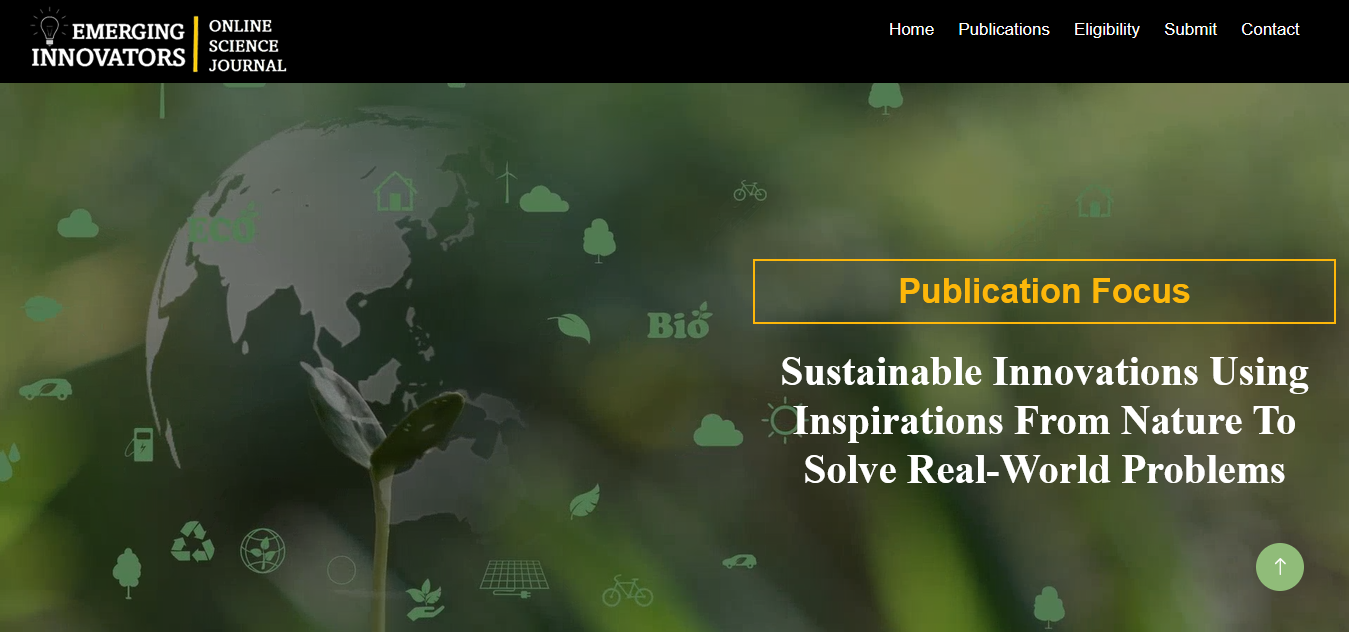 EMERGING
INNOVATORS
ONLINE
SCIENCE
JOURNAL
Home Publications Eligibility Submit Contact
Eco
Bio
Publication Focus
Sustainable Innovations Using
Inspirations From Nature To
Solve Real-World Problems